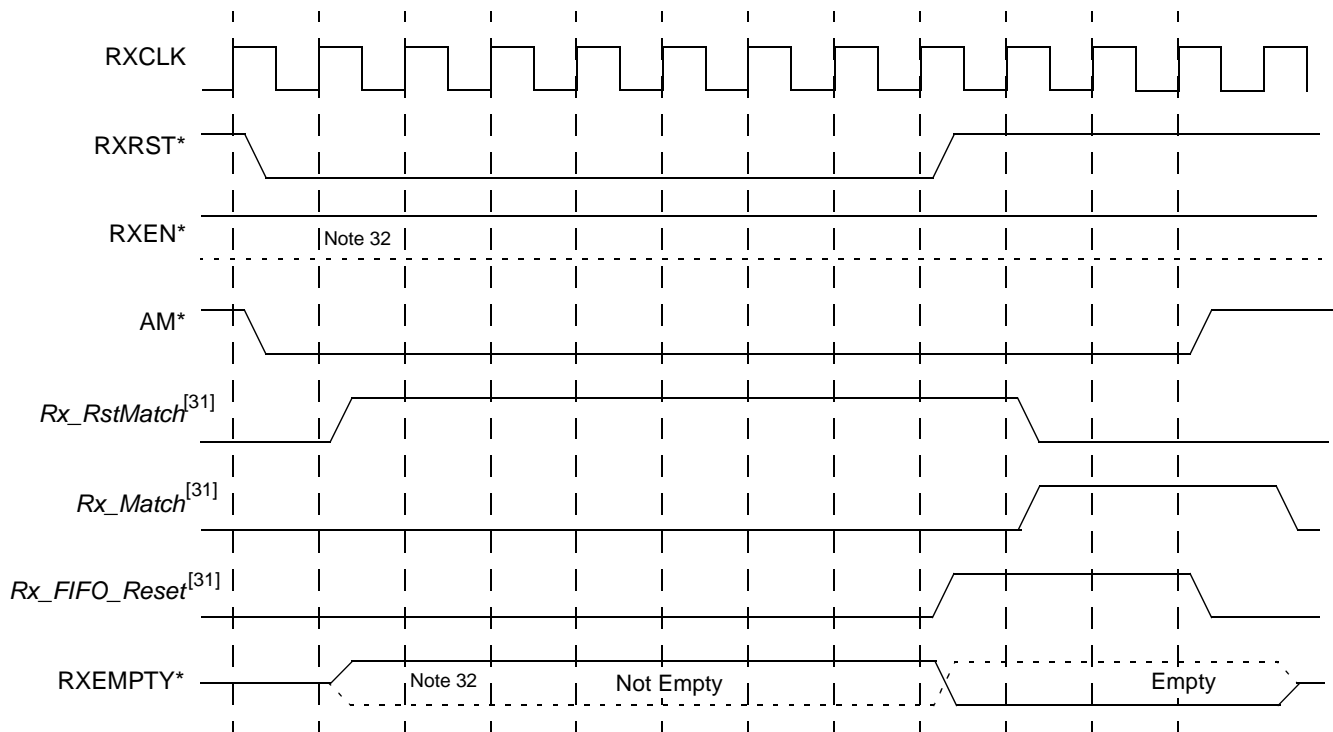 RXCLK
RXRST*
RXEN*
Note 32
AM*
Rx_RstMatch[31]
Rx_Match[31]
Rx_FIFO_Reset[31]
RXEMPTY*
Note 32
Not Empty
Empty